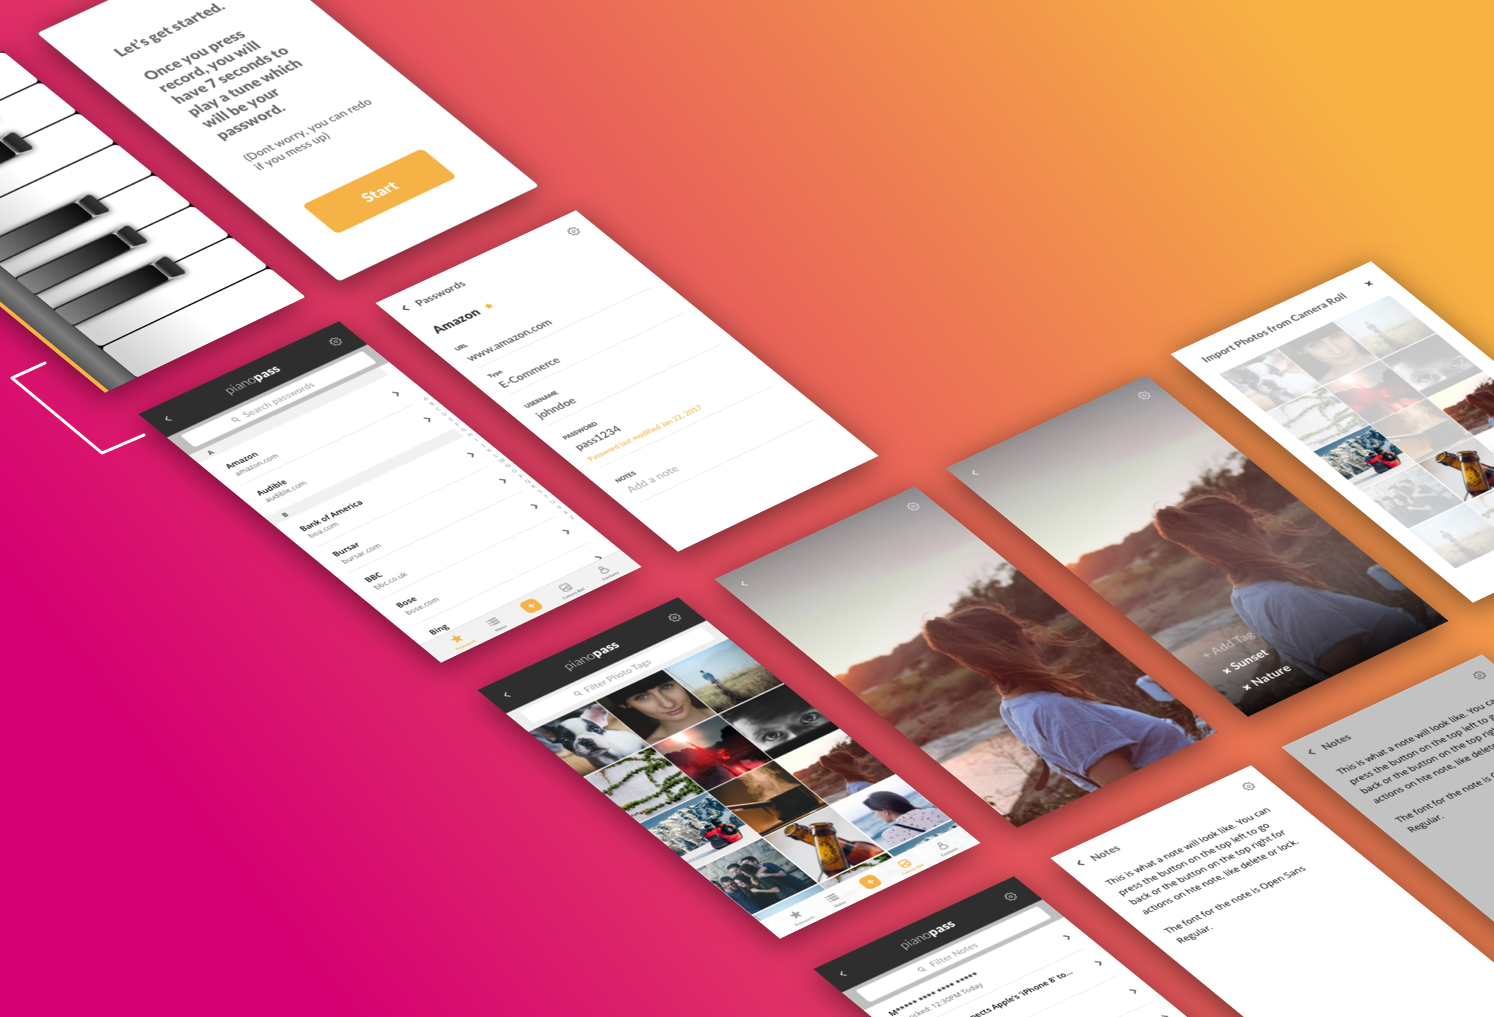 Let's get started.
Once you press
record, you will
have 7 seconds to
play a tune which
will be your
password.
(Dont worry, you can redo
if you mess up)
Start
Passwords
Amazon
URL
www.amazon.com
Type
E-Commerce
USERNAME
johndoe
PASSWORD
pass1234
Password last modified Jan 22, 2017
NOTES
Add a note
pianopass
Search passwords
A
Amazon
amazon.com
Audible
audible.com
B
Bank of America
boa.com
Bursar
bursar.com
BBC
bbc.co.uk
Bose
bose.com
Bing
Import Photos from Camera Roll
+ Add Tag
× Sunset
× Nature
pianopass
Filter Photo Tags
Notes
This is what a note will look like. You ca
press the button on the top left to g
back or the button on the top righ
actions on hte note, like delete
The font for the note is O
Regular.
Notes
This is what a note will look like. You can
press the button on the top left to go
back or the button on the top right for
actions on hte note, like delete or lock.
The font for the note is Open Sans
Regular.
pianopass
Filter Notes
M***** **** **** *****
ocked: 12:30PM Today
pects Apple's 'iPhone 8' to...